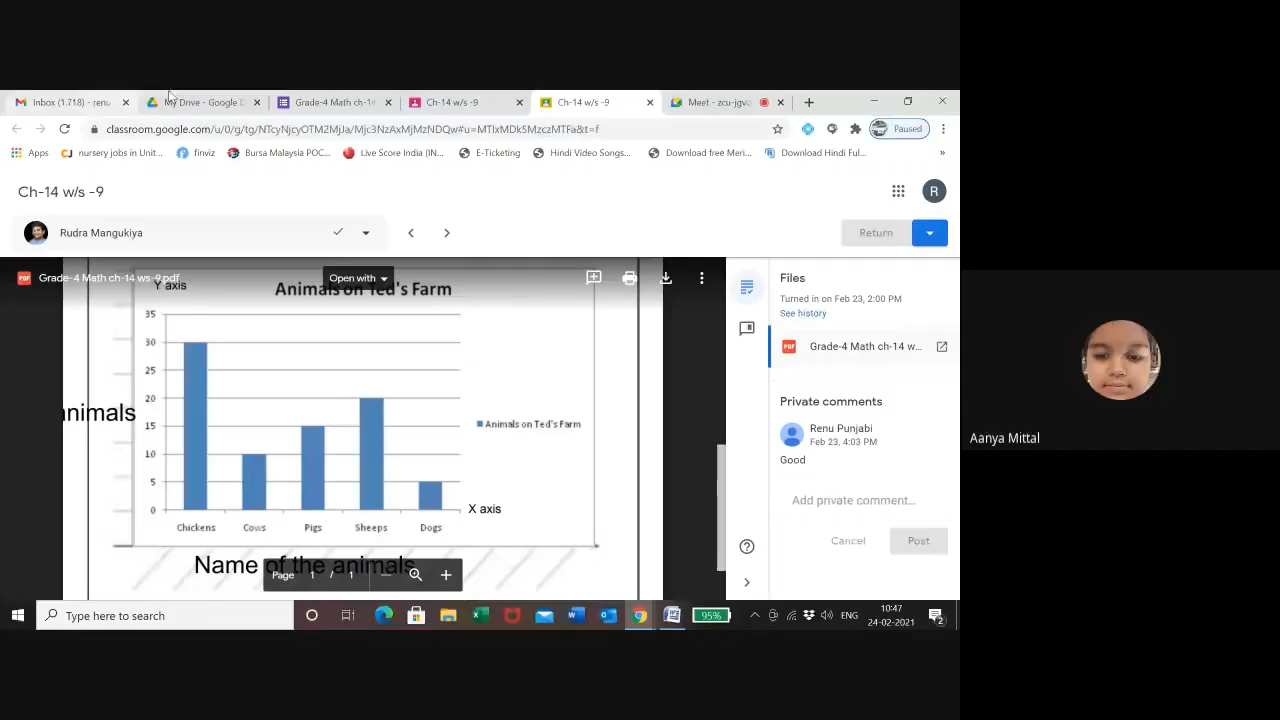 Inbox (1,718) - renu
My Drive - Google D
Grade-4 Math ch-14
Ch-14 w/s -9
Ch-14 w/s -9
Meet - zcu-jgvc
classroom.google.com/u/0/g/tg/NTcyNjcyOTM2MjJa/Mjc3NzAxMjMzNDQw#u=MTIxMDk5MzczMTFa&t=f
Paused
Apps
nursery jobs in Unit...
finviz
Bursa Malaysia POC...
Live Score India (IN...
E-Ticketing
Hindi Video Songs...
Download free Meri...
Download Hindi Ful...
»
Ch-14 w/s -9
R
Rudra Mangukiya
Return
PDF
Grade-4 Math ch-14 ws-9.pdf
Open with
Y axis
Animals on Ted's Farm
35
30
25
20
15
10
5
0
animals
Animals on Ted's Farm
Chickens Cows Pigs Sheeps Dogs
X axis
Name of the animals
Page 1 / 1
Files
Turned in on Feb 23, 2:00 PM
See history
PDF
Grade-4 Math ch-14 w...
Private comments
Renu Punjabi
Feb 23, 4:03 PM
Good
Add private comment...
Cancel
Post
Type here to search
95%
ENG
10:47
24-02-2021
2
Aanya Mittal